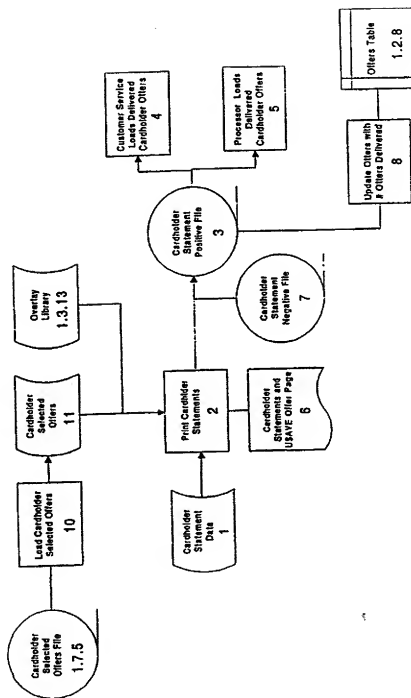 Cardholder
Selected
Offers File
1.7.5
Load Cardholder
Selected Offers
10
Cardholder
Selected
Offers
11
Overlay
Library
1.3.13
Cardholder
Statement
Data
1
Print Cardhlder
Statements
2
Cardholder
Statements and
USAVE Offer Page
6
Cardholder
Statement
Positive File
3
Cardholder
Statement
Negative File
7
Customer Service
Loads Delivered
Cardholder Offers
4
Processor Loads
Delivered
Cardholder Offers
5
Update Offers with
# Offers Delivered
8
Offers Table
1.2.8